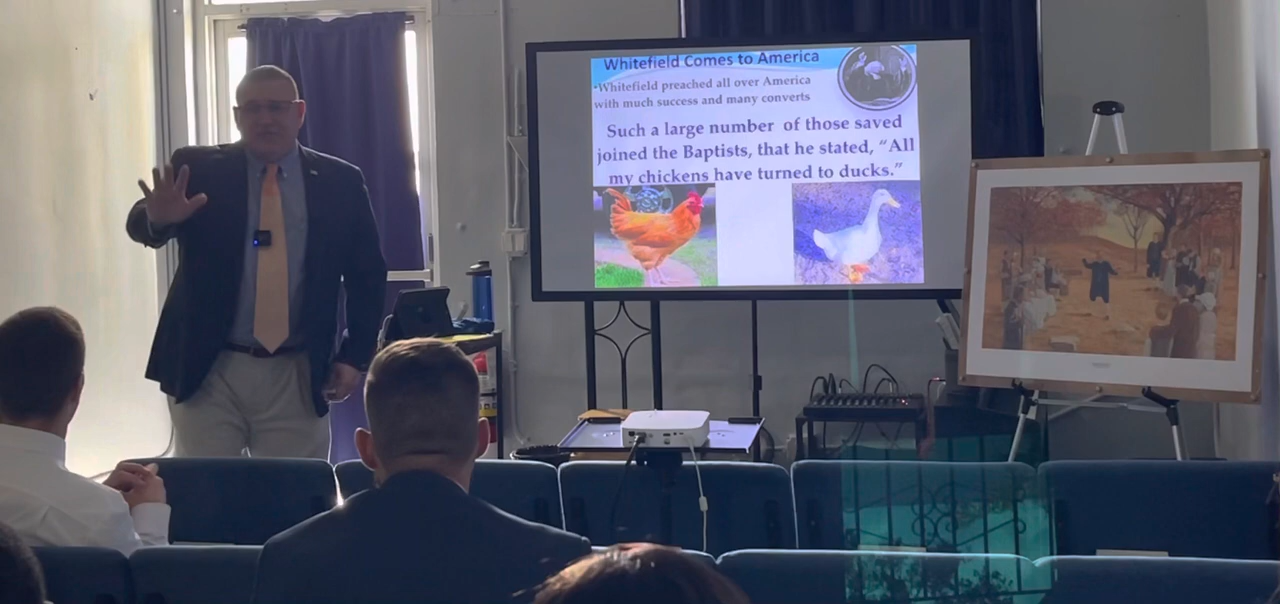 Whitefield Comes to America
•Whitefield preached all over America
with much success and many converts
Such a large number of those saved
joined the Baptists, that he stated, “All
my chickens have turned to ducks.”